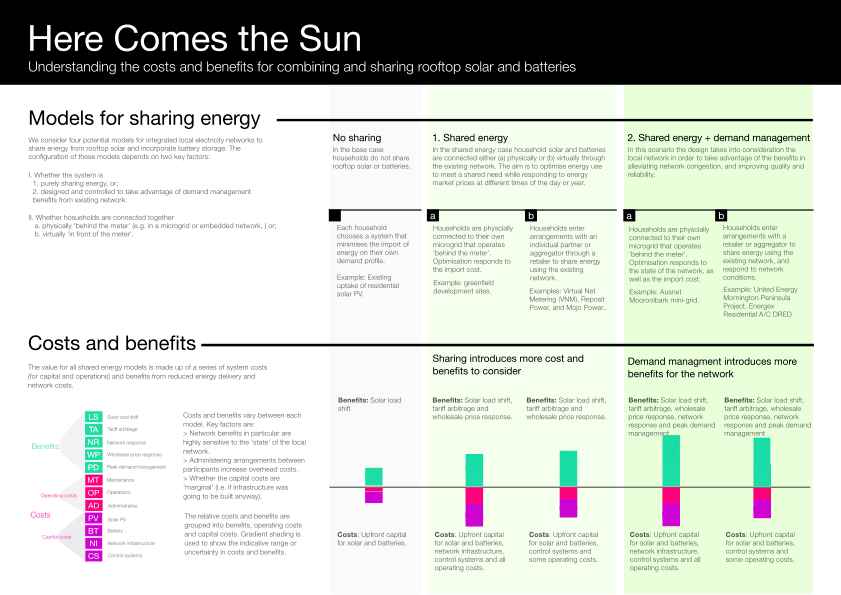 Here Comes the Sun
Understanding the costs and benefits for combining and sharing rooftop solar and batteries
Models for sharing energy
We consider four potential models for integrated local electricity networks to
share energy from rooftop solar and incorporate battery storage. The
configuration of these models depends on two key factors:
I. Whether the system is
1. purely sharing energy, or;
2. designed and controlled to take advantage of demand management
benefits from existing network.
II. Whether hosueholds are connected together
a. physically 'behind the meter' (e.g. in a microgrid or embedded network, ) or;
b. virtually 'in front of the meter'.
No sharing
In the base case
households do not share
rooftop solar or batteries.
1. Shared energy
In the shared energy case household solar and batteries
are connected either (a) physically or (b) virtually through
the existing network. The aim is to optimise energy use
to meet a shared need while responding to energy
market prices at different times of the day or year.
2. Shared energy + demand management
In this scenario the design takes into consideration the
local network in order to take advantage of the benefits in
alleviating network congestion, and improving quality and
reliability.
Each household
chooses a system that
minimises the import of
energy on their own
demand profile.
Example: Existing
uptake of residential
solar PV.
a
Households are physcially
connected to their own
microgrid that operates
'behind the meter'.
Optimisation responds to
the import cost.
Example: greenfield
development sites.
b
Households enter
arrangements with an
individual partner or
aggregator through a
retailer to share energy
using the existing
network.
Examples: Virtual Net
Metering (VNM), Reposit
Power, and Mojo Power..
a
Households are physcially
connected to their own
microgrid that operates
'behind the meter'.
Optimisation responds to
the state of the network, as
well as the import cost.
Example: Ausnet
Mooroolbark mini-grid.
b
Households enter
arrangements with a
retailer or aggregator to
share energy using the
existing network, and
respond to network
conditions.
Example: United Energy
Mornington Peninsula
Project, Energex
Residential A/C DRED
Costs and benefits
The value for all shared energy models is made up of a series of system costs
(for capital and operations) and benefits from reduced energy delivery and
network costs.
Sharing introduces more cost and
benefits to consider
Demand managment introduces more
benefits for the network
Benefits
Operating costs
Costs
Capital costs
LS Solar load shift
TA Tariff arbitrage
NR Network response
WP Wholesale price response
PD Peak demand management
MT Maintenance
OP Operations
AD Administrative
PV Solar PV
BT Battery
NI Network infrastructure
CS Control systems
Costs and benefits vary between each
model. Key factors are:
> Network benefits in particular are
highly sensitive to the 'state' of the local
network.
> Administering arrangements between
participants increase overhead costs.
> Whether the capital costs are
'marginal' (i.e. if infrastructure was
going to be built anyway).
The relative costs and benefits are
grouped into benefits, operating costs
and capital costs. Gradient shading is
used to show the indicative range or
uncertainty in costs and benefits.
Benefits: Solar load
shift
Benefits: Solar load shift,
tariff arbitrage and
wholesale price response.
Benefits: Solar load shift,
tariff arbitrage and
wholesale price response.
Benefits: Solar load shift,
tariff arbitrage, wholesale
price response, network
response and peak demand
management
Benefits: Solar load shift,
tariff arbitrage, wholesale
price response, network
response and peak demand
management
Costs: Upfront capital
for solar and batteries.
Costs: Upfront capital
for solar and batteries,
network infrastructure,
control systems and all
operating costs.
Costs: Upfront capital
for solar and batteries,
control systems and
some operating costs.
Costs: Upfront capital
for solar and batteries,
network infrastructure,
control systems and all
operating costs.
Costs: Upfront capital
for solar and batteries,
control systems and
some operating costs.